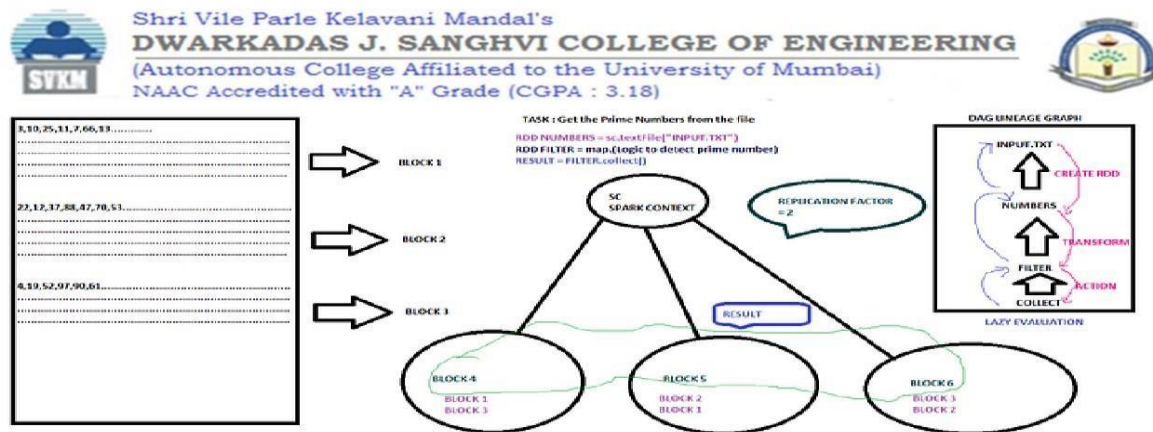 Shri Vile Parle Kelavani Mandal's
DWARKADAS J. SANGHVI COLLEGE OF ENGINEERING
(Autonomous College Affiliated to the University of Mumbai)
NAAC Accredited with "A" Grade (CGPA : 3.18)
SVKM
3,10,25,11,7,66,13............
22,12,37,88,47,70,53............
4,19,52,97,90,61............
BLOCK 1
BLOCK 2
BLOCK 3
TASK : Get the Prime Numbers from the file
RDD NUMBERS = sc.textFile("INPUT.TXT")
RDD FILTER = map.(Logic to detect prime number)
RESULT = FILTER.collect()
SC
SPARK CONTEXT
REPLICATION FACTOR
= 2
RESULT
BLOCK 4
BLOCK 1
BLOCK 3
BLOCK 5
BLOCK 2
BLOCK 1
BLOCK 6
BLOCK 3
BLOCK 2
DAG LINEAGE GRAPH
INPUT.TXT
CREATE RDD
NUMBERS
TRANSFORM
FILTER
ACTION
COLLECT
LAZY EVALUATION